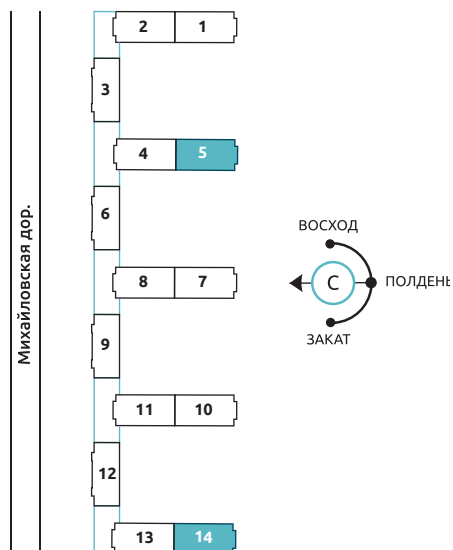 2 1
3
4 5
6
8 7
9
11 10
12
13 14
Михайловская дор.
ВОСХОД
С
ПОЛДЕНЬ
ЗАКАТ